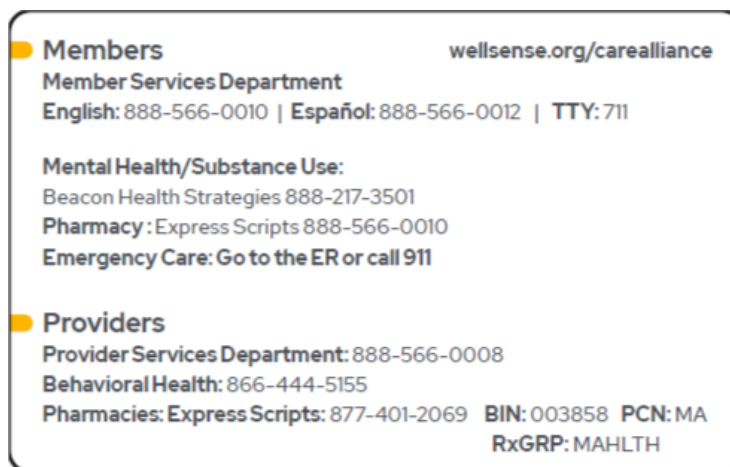 Members wellsense.org/carealliance
Member Services Department
English: 888-566-0010 | Español: 888-566-0012 | TTY: 711
Mental Health/Substance Use:
Beacon Health Strategies 888-217-3501
Pharmacy : Express Scripts 888-566-0010
Emergency Care: Go to the ER or call 911
Providers
Provider Services Department: 888-566-0008
Behavioral Health: 866-444-5155
Pharmacies: Express Scripts: 877-401-2069 BIN: 003858 PCN: MA
RxGRP: MAHLTH